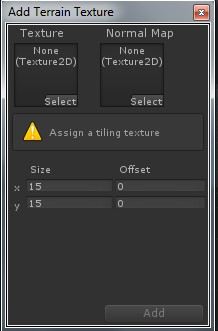 Add Terrain Texture
Texture Normal Map
None (Texture2D) None (Texture2D)
Select Select
Assign a tiling texture
Size Offset
x 15 0
y 15 0
Add